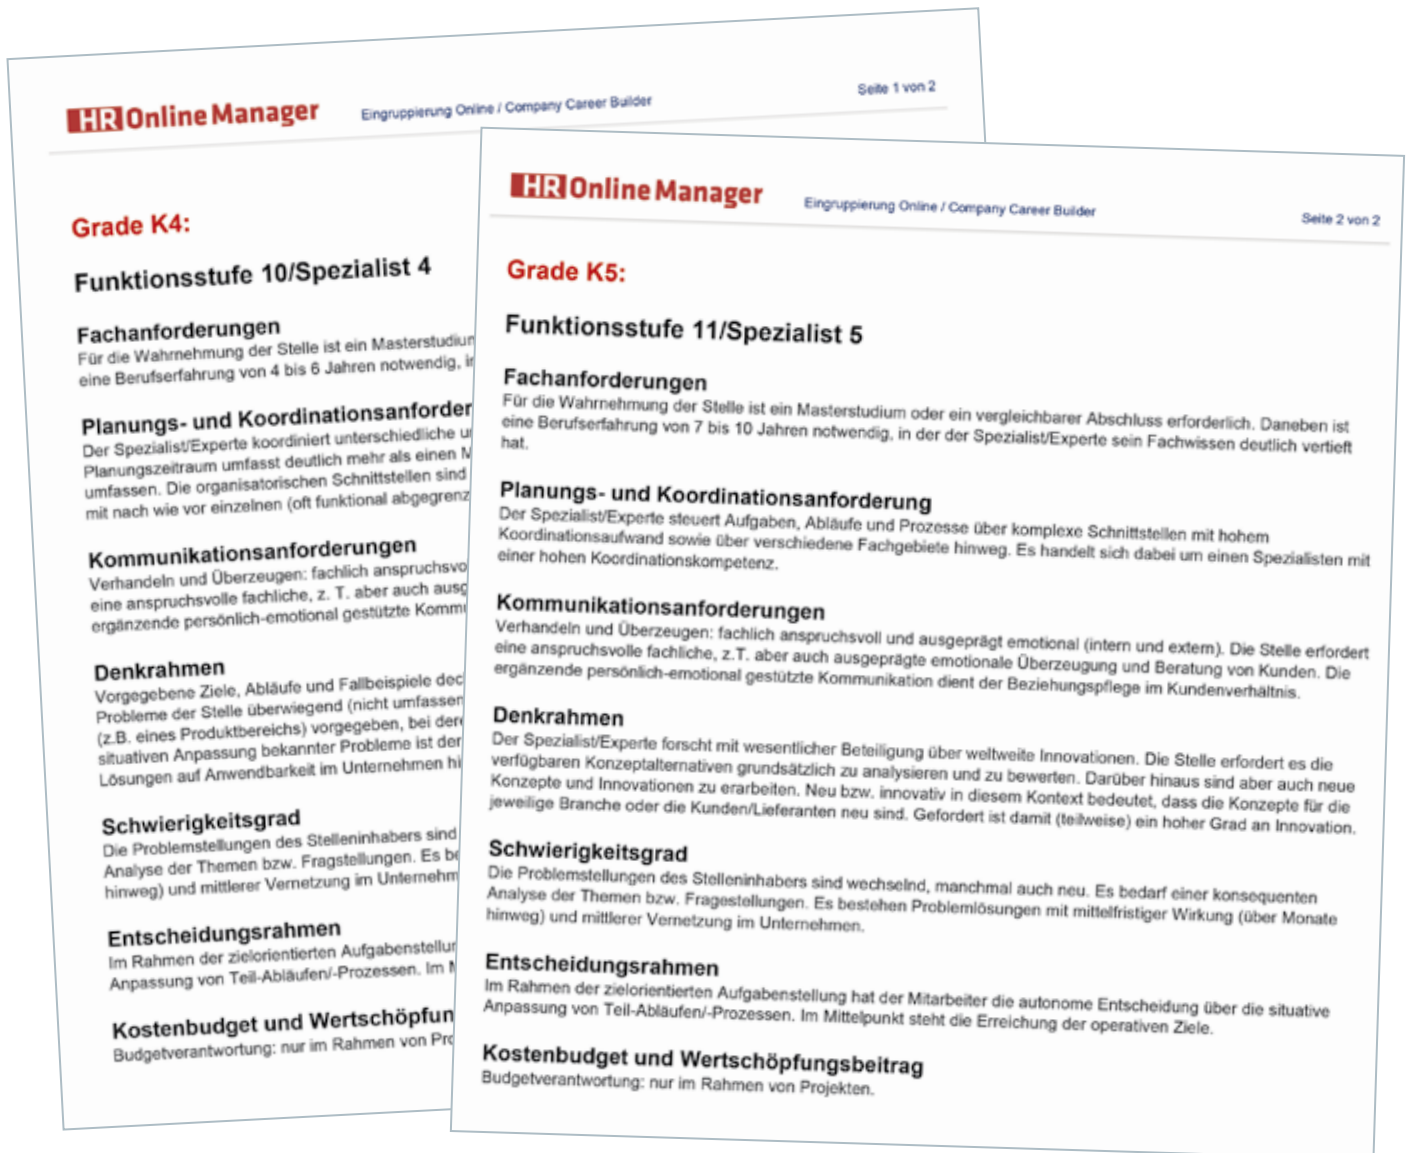 HR Online Manager
Eingruppierung Online / Company Career Builder
Seite 1 von 2
Grade K4:
Funktionsstufe 10/Spezialist 4
Fachanforderungen
Für die Wahrnehmung der Stelle ist ein Masterstudium
eine Berufserfahrung von 4 bis 6 Jahren notwendig,
Planungs- und Koordinationsanforder
Der Spezialist/Experte koordiniert unterschiedliche
Planungszeitraum umfasst deutlich mehr als einen
umfassen. Die organisatorischen Schnittstellen sind
mit nach wie vor einzelnen (oft funktional abgegrenz
Kommunikationsanforderungen
Verhandeln und Überzeugen: fachlich anspruchsvo
eine anspruchsvolle fachliche, z. T. aber auch ausg
ergänzende persönlich-emotional gestützte Komm
Denkrahmen
Vorgegebene Ziele, Abläufe und Fallbeispiele dec
Probleme der Stelle überwiegend (nicht umfassen
(z.B. eines Produktbereichs) vorgegeben, bei der
situativen Anpassung bekannter Probleme ist der
Lösungen auf Anwendbarkeit im Unternehmen hi
Schwierigkeitsgrad
Die Problemstellungen des Stelleninhabers sind
Analyse der Themen bzw. Fragstellungen. Es be
hinweg) und mittlerer Vernetzung im Unternehm
Entscheidungsrahmen
Im Rahmen der zielorientierten Aufgabenstellun
Anpassung von Teil-Abläufen/-Prozessen. Im M
Kostenbudget und Wertschöpfun
Budgetverantwortung: nur im Rahmen von Pro
HR Online Manager
Eingruppierung Online / Company Career Builder
Seite 2 von 2
Grade K5:
Funktionsstufe 11/Spezialist 5
Fachanforderungen
Für die Wahrnehmung der Stelle ist ein Masterstudium oder ein vergleichbarer Abschluss erforderlich. Daneben ist
eine Berufserfahrung von 7 bis 10 Jahren notwendig, in der der Spezialist/Experte sein Fachwissen deutlich vertieft
hat.
Planungs- und Koordinationsanforderung
Der Spezialist/Experte steuert Aufgaben, Abläufe und Prozesse über komplexe Schnittstellen mit hohem
Koordinationsaufwand sowie über verschiedene Fachgebiete hinweg. Es handelt sich dabei um einen Spezialisten mit
einer hohen Koordinationskompetenz.
Kommunikationsanforderungen
Verhandeln und Überzeugen: fachlich anspruchsvoll und ausgeprägt emotional (intern und extern). Die Stelle erfordert
eine anspruchsvolle fachliche, z.T. aber auch ausgeprägte emotionale Überzeugung und Beratung von Kunden. Die
ergänzende persönlich-emotional gestützte Kommunikation dient der Beziehungspflege im Kundenverhältnis.
Denkrahmen
Der Spezialist/Experte forscht mit wesentlicher Beteiligung über weltweite Innovationen. Die Stelle erfordert es die
verfügbaren Konzeptalternativen grundsätzlich zu analysieren und zu bewerten. Darüber hinaus sind aber auch neue
Konzepte und Innovationen zu erarbeiten. Neu bzw. innovativ in diesem Kontext bedeutet, dass die Konzepte für die
jeweilige Branche oder die Kunden/Lieferanten neu sind. Gefordert ist damit (teilweise) ein hoher Grad an Innovation.
Schwierigkeitsgrad
Die Problemstellungen des Stelleninhabers sind wechselnd, manchmal auch neu. Es bedarf einer konsequenten
Analyse der Themen bzw. Fragestellungen. Es bestehen Problemlösungen mit mittelfristiger Wirkung (über Monate
hinweg) und mittlerer Vernetzung im Unternehmen.
Entscheidungsrahmen
Im Rahmen der zielorientierten Aufgabenstellung hat der Mitarbeiter die autonome Entscheidung über die situative
Anpassung von Teil-Abläufen/-Prozessen. Im Mittelpunkt steht die Erreichung der operativen Ziele.
Kostenbudget und Wertschöpfungsbeitrag
Budgetverantwortung: nur im Rahmen von Projekten.